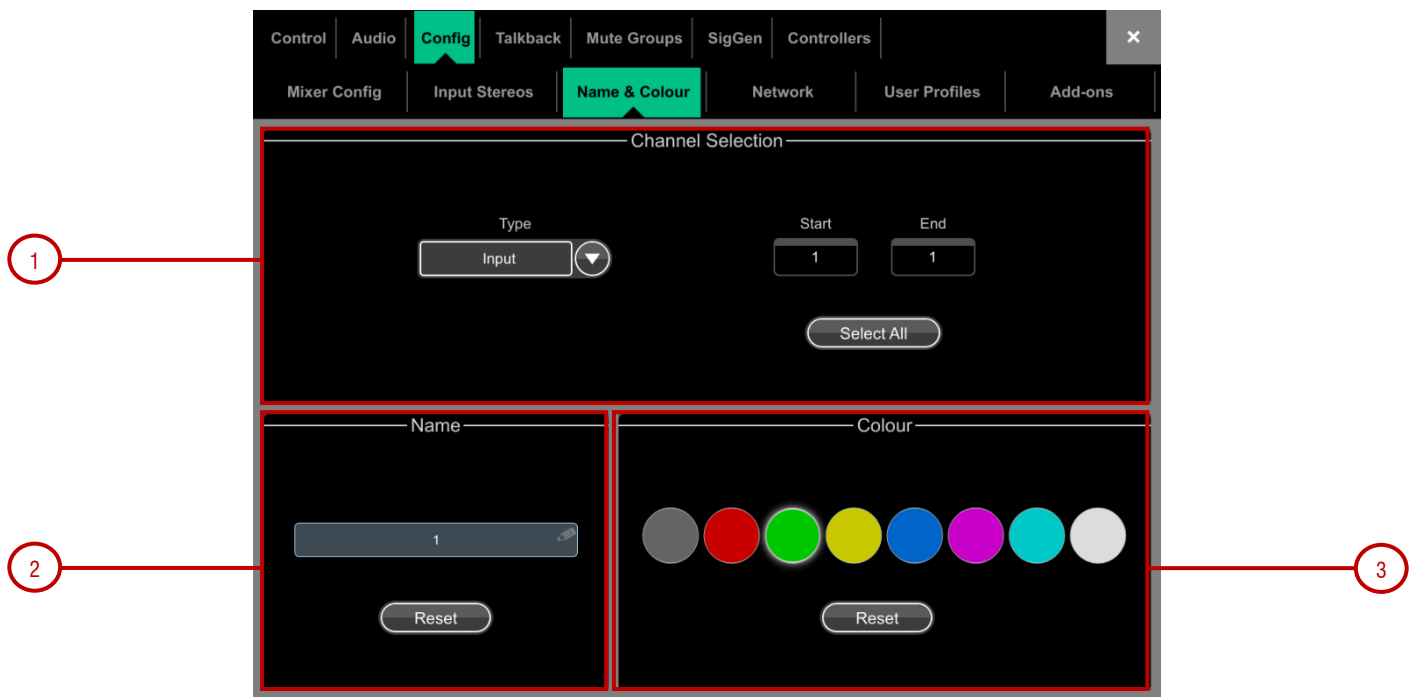 Control Audio Config Talkback Mute Groups SigGen Controllers ×
Mixer Config Input Stereos Name & Colour Network User Profiles Add-ons
Channel Selection
Type Start End
1 Input 1 1
Select All
Name Colour
1
2 3
Reset Reset